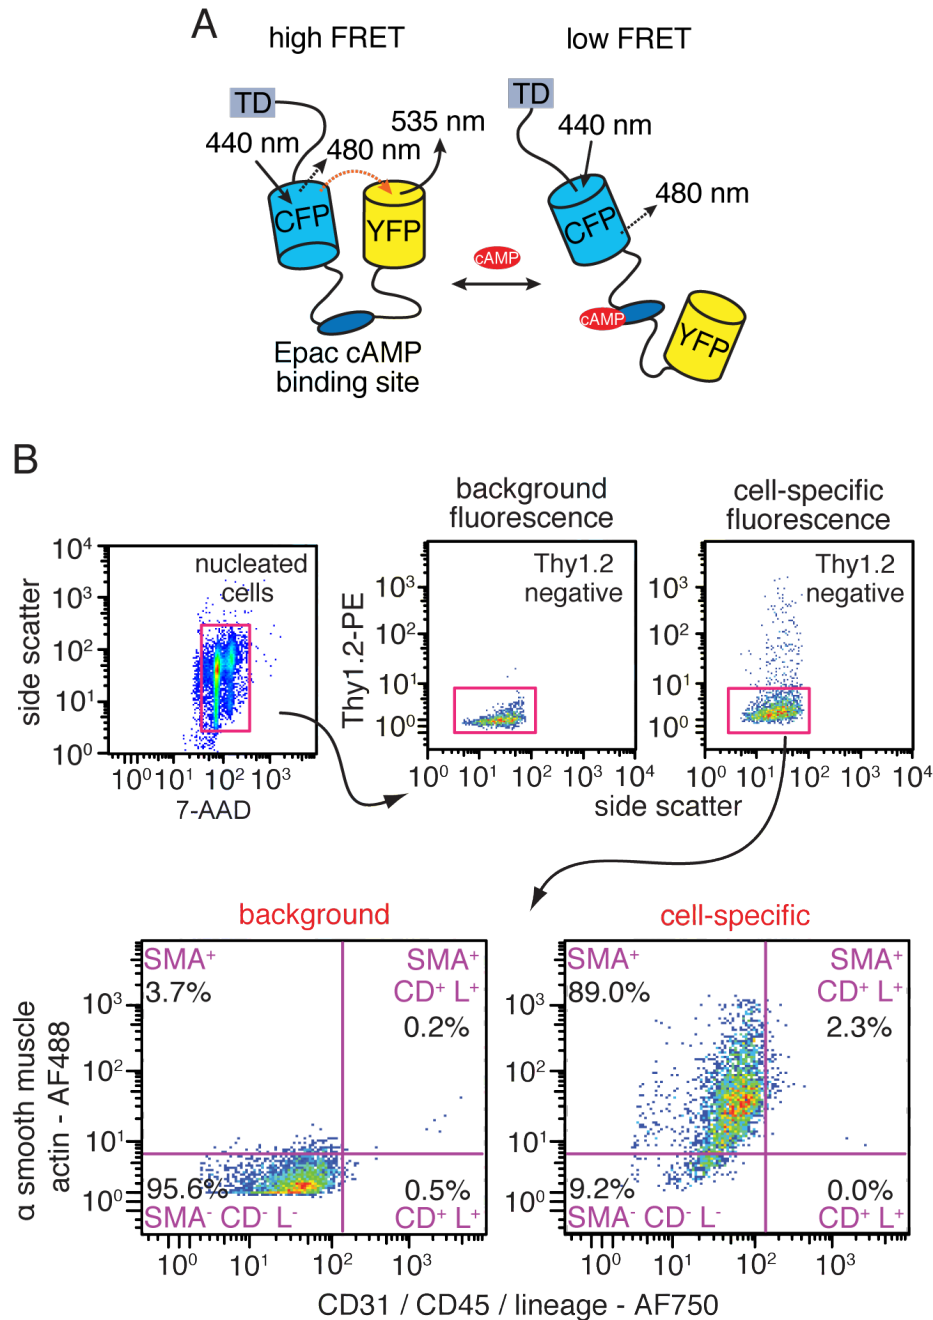 A
high FRET
low FRET
TD
TD
535 nm
440 nm
480 nm
440 nm
480 nm
CFP
YFP
CFP
cAMP
cAMP
YFP
Epac cAMP
binding site
B
background
fluorescence
cell-specific
fluorescence
10⁴
10³
10²
10¹
10⁰
side scatter
nucleated
cells
10⁰ 10¹ 10² 10³
7-AAD
Thy1.2-PE
10³
10²
10¹
10⁰
Thy1.2
negative
10⁰ 10¹ 10² 10³ 10⁴
10³
10²
10¹
10⁰
Thy1.2
negative
10⁰ 10¹ 10² 10³ 10⁴
side scatter
background
cell-specific
α smooth muscle
actin - AF488
10³
10²
10¹
10⁰
SMA⁺
3.7%
SMA⁺
CD⁺ L⁺
0.2%
95.6%
SMA⁻ CD⁻ L⁻
0.5%
CD⁺ L⁺
10⁰ 10¹ 10² 10³
10³
10²
10¹
10⁰
SMA⁺
89.0%
SMA⁺
CD⁺ L⁺
2.3%
9.2%
SMA⁻ CD⁻ L⁻
0.0%
CD⁺ L⁺
10⁰ 10¹ 10² 10³
CD31 / CD45 / lineage - AF750